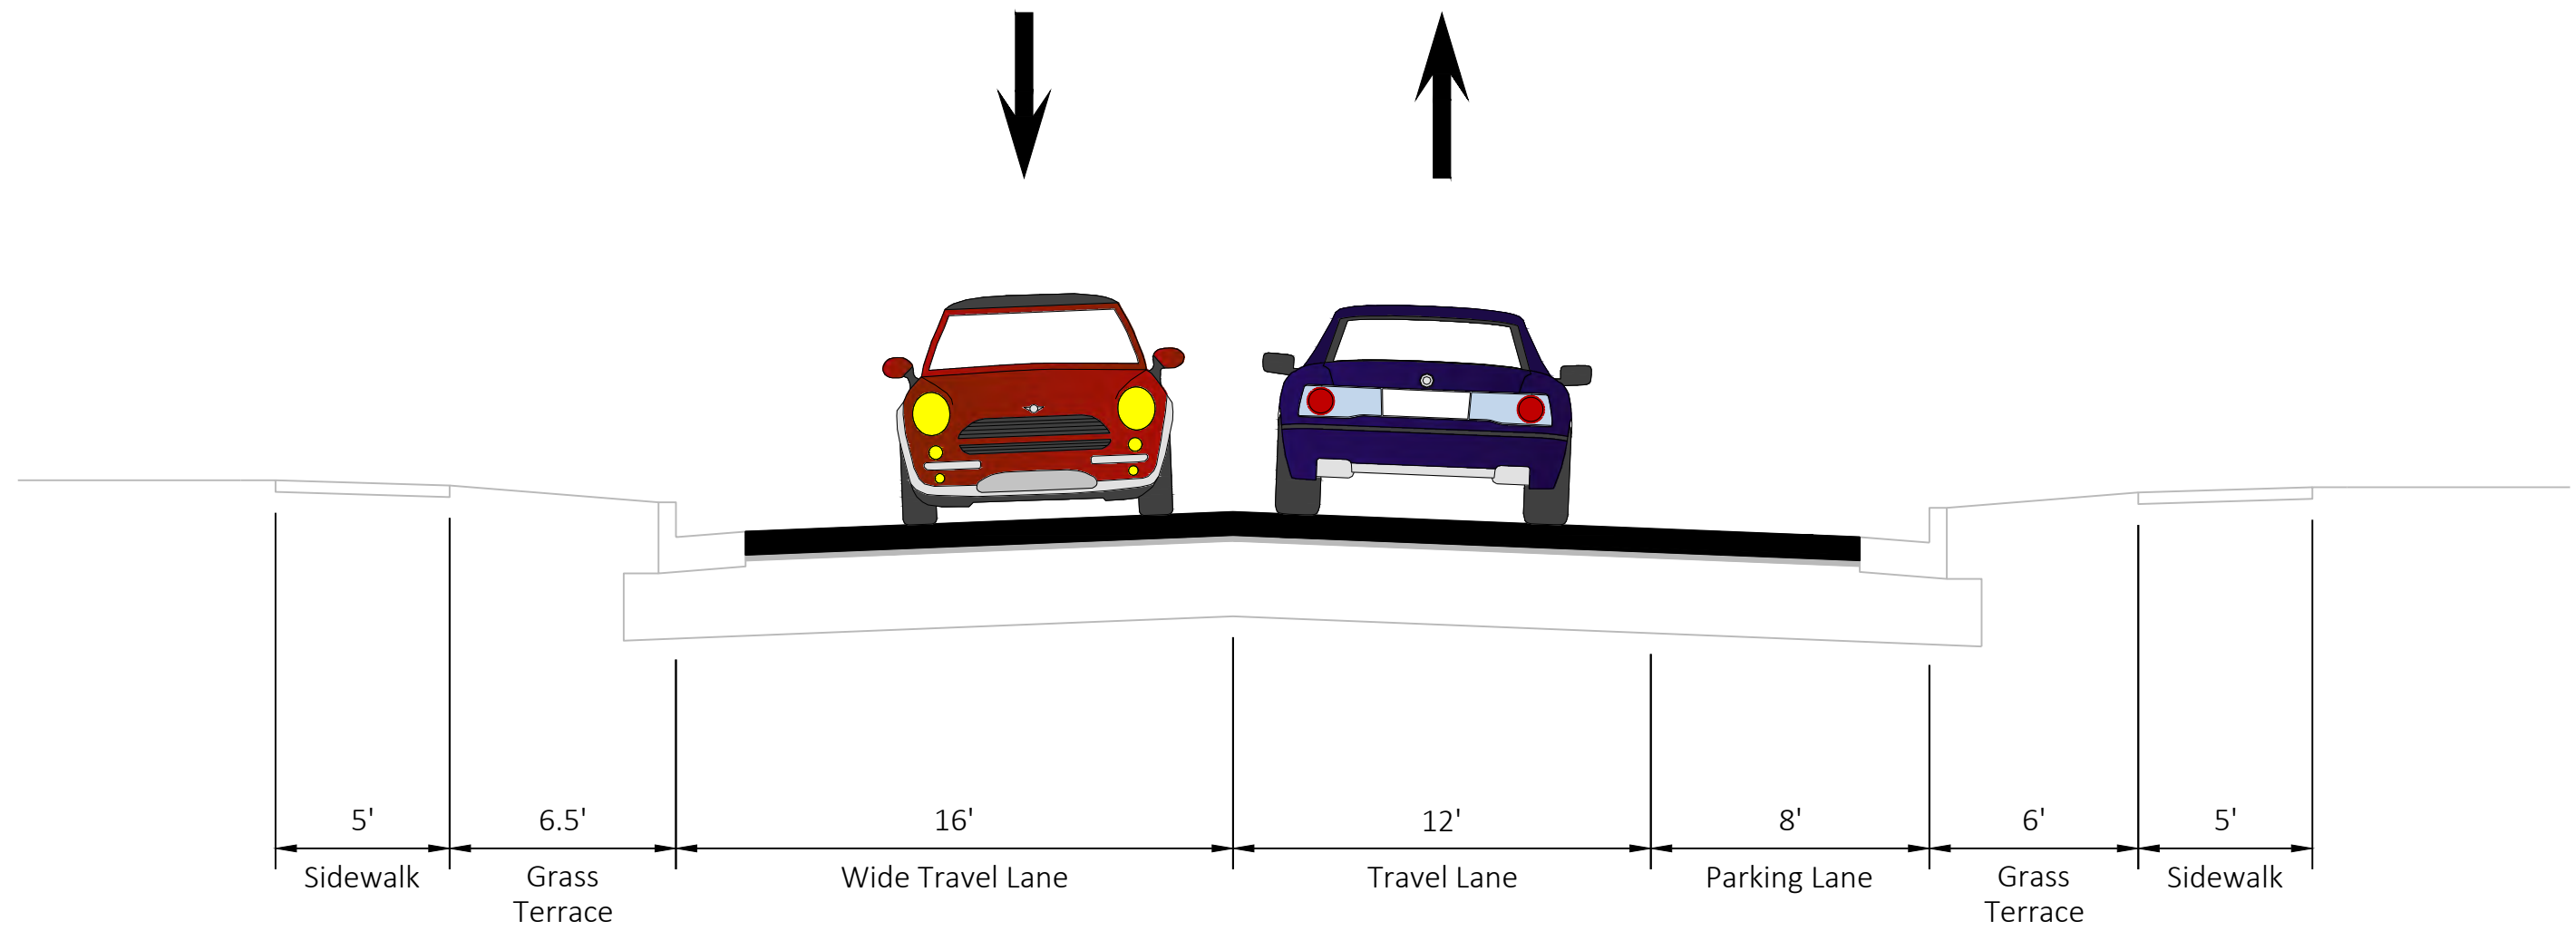 5' 6.5' 16' 12' 8' 6' 5'
Sidewalk Grass Wide Travel Lane Travel Lane Parking Lane Grass Sidewalk
Terrace Terrace